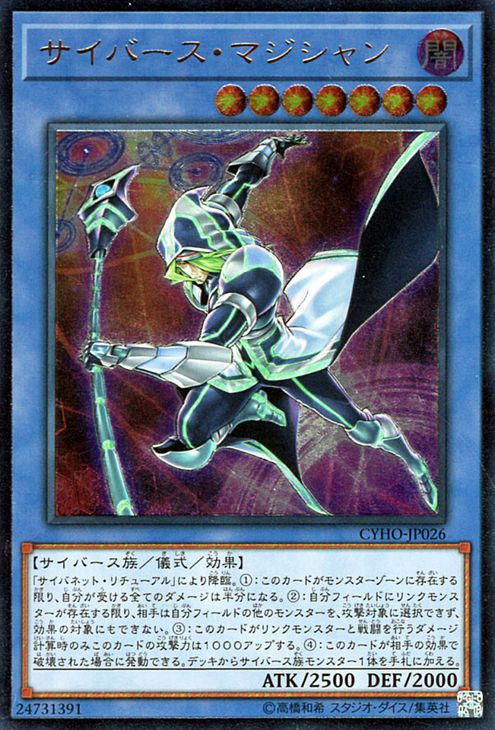 サイバース・マジシャン
闇
CYHO-JP026
【サイバース族／儀式／効果】
「サイバネット・リチューアル」により降臨。①：このカードがモンスターゾーンに存在する
限り、自分が受ける全てのダメージは半分になる。②：自分フィールドにリンクモンス
ターが存在する限り、相手は自分フィールドの他のモンスターを、攻撃対象に選択できず、
効果の対象にもできない。③：このカードがリンクモンスターと戦闘を行うダメージ
計算時のみこのカードの攻撃力は１０００アップする。④：このカードが相手の効果で
破壊された場合に発動できる。デッキからサイバース族モンスター１体を手札に加える。
ATK/2500 DEF/2000
24731391
©高橋和希 スタジオ・ダイス/集英社